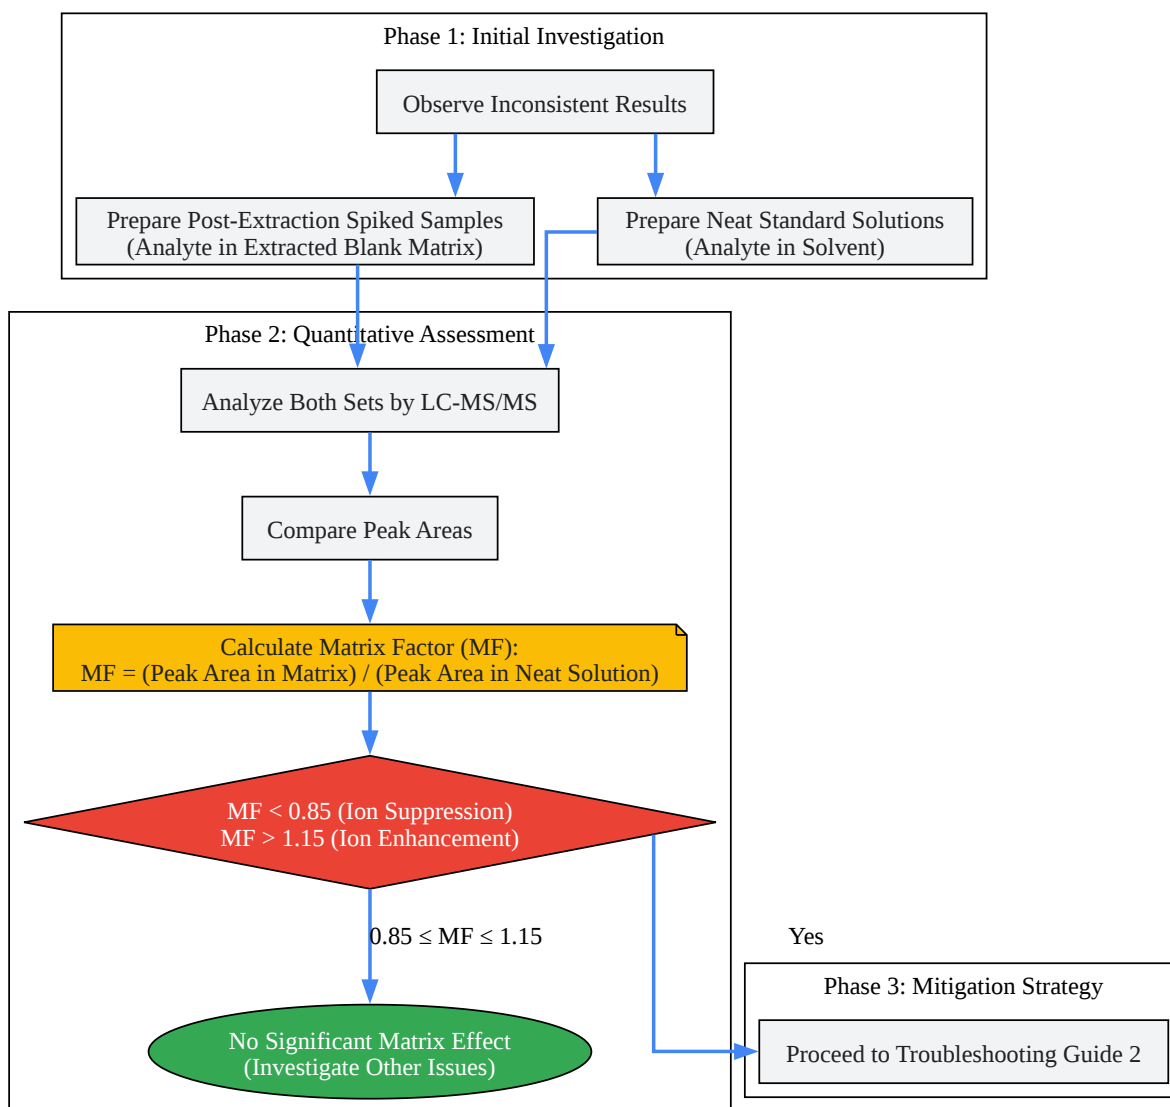 Phase 1: Initial Investigation
Observe Inconsistent Results
Prepare Post-Extraction Spiked Samples
(Analyte in Extracted Blank Matrix)
Prepare Neat Standard Solutions
(Analyte in Solvent)
Phase 2: Quantitative Assessment
Analyze Both Sets by LC-MS/MS
Compare Peak Areas
Calculate Matrix Factor (MF):
MF = (Peak Area in Matrix) / (Peak Area in Neat Solution)
MF < 0.85 (Ion Suppression)
MF > 1.15 (Ion Enhancement)
0.85 ≤ MF ≤ 1.15
Yes
No Significant Matrix Effect
(Investigate Other Issues)
Phase 3: Mitigation Strategy
Proceed to Troubleshooting Guide 2